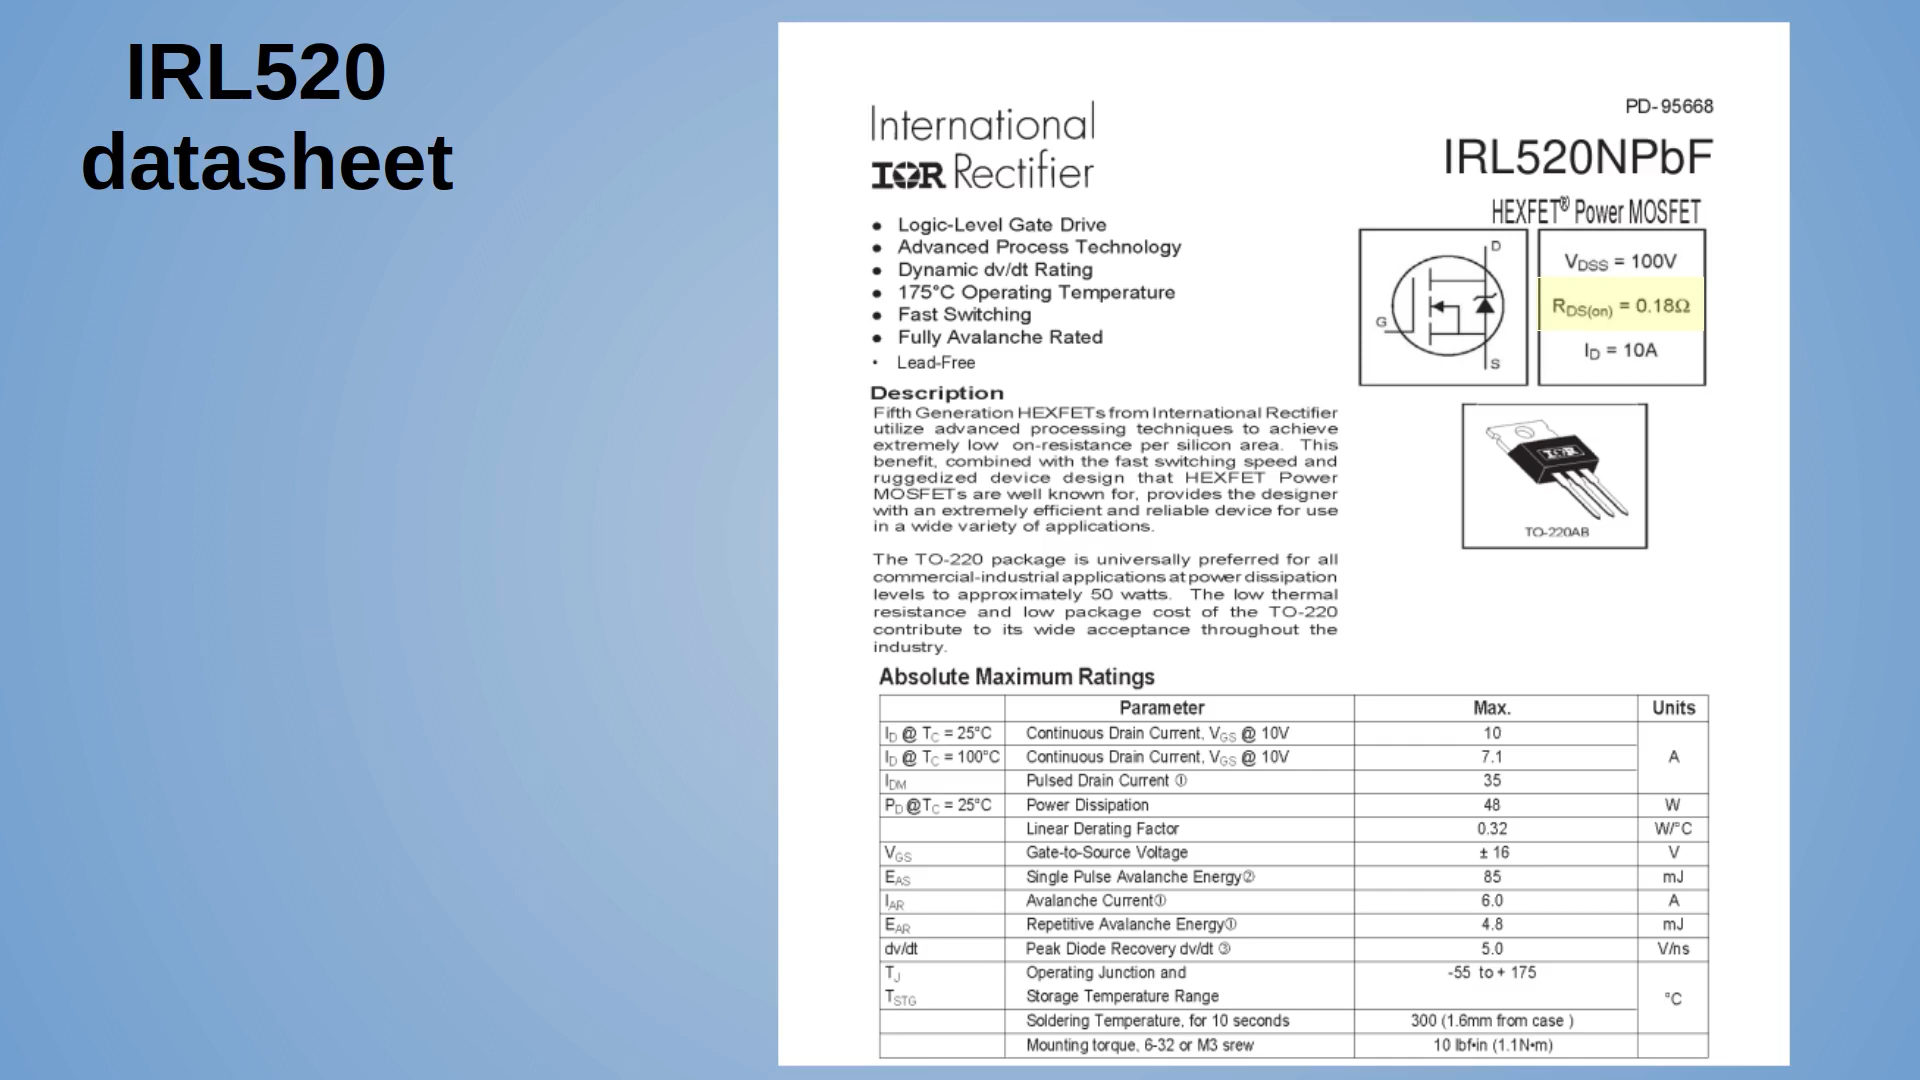 IRL520
datasheet
PD-95668
International
IOR Rectifier
IRL520NPbF
HEXFET® Power MOSFET
● Logic-Level Gate Drive
● Advanced Process Technology
● Dynamic dv/dt Rating
● 175°C Operating Temperature
● Fast Switching
● Fully Avalanche Rated
· Lead-Free
D
G
S
VDSS = 100V
RDS(on) = 0.18Ω
ID = 10A
Description
Fifth Generation HEXFETs from International Rectifier
utilize advanced processing techniques to achieve
extremely low on-resistance per silicon area. This
benefit, combined with the fast switching speed and
ruggedized device design that HEXFET Power
MOSFETs are well known for, provides the designer
with an extremely efficient and reliable device for use
in a wide variety of applications.
The TO-220 package is universally preferred for all
commercial-industrial applications at power dissipation
levels to approximately 50 watts. The low thermal
resistance and low package cost of the TO-220
contribute to its wide acceptance throughout the
industry.
IOR
TO-220AB
Absolute Maximum Ratings
Parameter Max. Units
ID @ TC = 25°C Continuous Drain Current, VGS @ 10V 10
ID @ TC = 100°C Continuous Drain Current, VGS @ 10V 7.1 A
IDM Pulsed Drain Current ① 35
PD @TC = 25°C Power Dissipation 48 W
Linear Derating Factor 0.32 W/°C
VGS Gate-to-Source Voltage ± 16 V
EAS Single Pulse Avalanche Energy② 85 mJ
IAR Avalanche Current① 6.0 A
EAR Repetitive Avalanche Energy① 4.8 mJ
dv/dt Peak Diode Recovery dv/dt ③ 5.0 V/ns
TJ Operating Junction and -55 to + 175
TSTG Storage Temperature Range °C
Soldering Temperature, for 10 seconds 300 (1.6mm from case )
Mounting torque, 6-32 or M3 srew 10 lbf•in (1.1N•m)